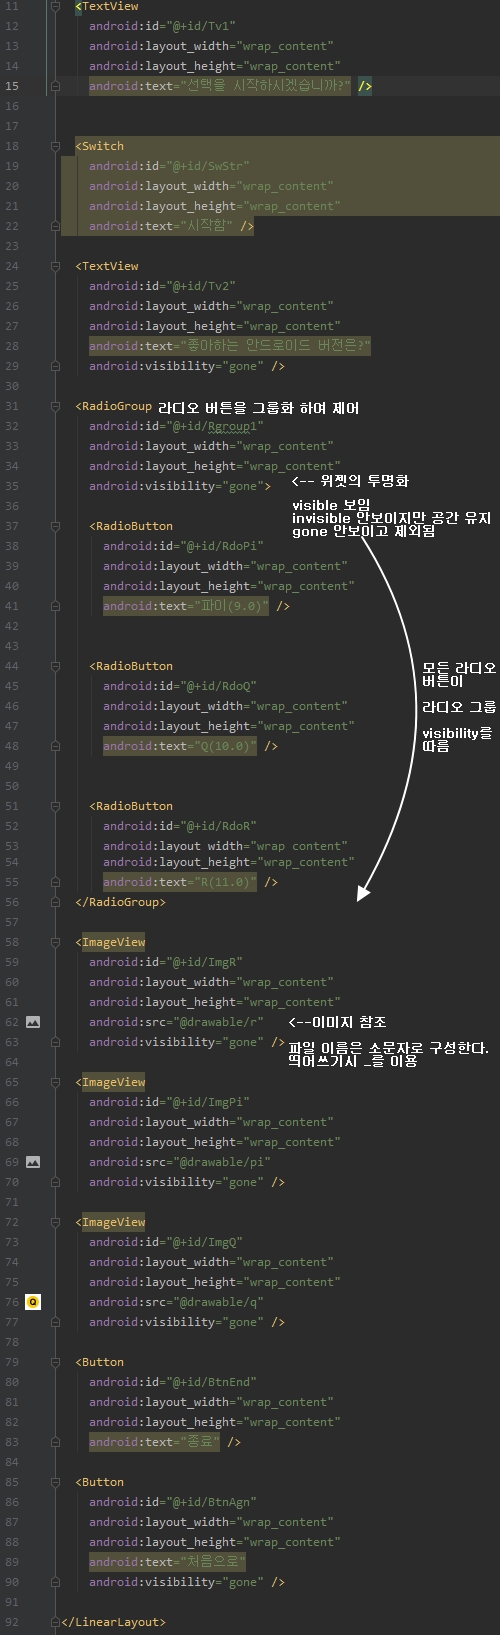 11 <TextView
12 android:id="@+id/Tv1"
13 android:layout_width="wrap_content"
14 android:layout_height="wrap_content"
15 android:text="선택을 시작하시겠습니까?" />
16
17
18 <Switch
19 android:id="@+id/SwStr"
20 android:layout_width="wrap_content"
21 android:layout_height="wrap_content"
22 android:text="시작함" />
23
24 <TextView
25 android:id="@+id/Tv2"
26 android:layout_width="wrap_content"
27 android:layout_height="wrap_content"
28 android:text="좋아하는 안드로이드 버전은?"
29 android:visibility="gone" />
30
31 <RadioGroup 라디오 버튼을 그룹화 하여 제어
32 android:id="@+id/Rgroup1"
33 android:layout_width="wrap_content"
34 android:layout_height="wrap_content"
35 android:visibility="gone"> <-- 위젯의 투명화
36 visible 보임
invisible 안보이지만 공간 유지
37 <RadioButton gone 안보이고 제외됨
38 android:id="@+id/RdoPi"
39 android:layout_width="wrap_content"
40 android:layout_height="wrap_content"
41 android:text="파이(9.0)" />
42
43
44 <RadioButton 모든 라디오
45 android:id="@+id/RdoQ" 버튼이
46 android:layout_width="wrap_content" 라디오 그룹
47 android:layout_height="wrap_content" visibility를
48 android:text="Q(10.0)" /> 따름
49
50
51 <RadioButton
52 android:id="@+id/RdoR"
53 android:layout_width="wrap_content"
54 android:layout_height="wrap_content"
55 android:text="R(11.0)" />
56 </RadioGroup>
57
58 <ImageView
59 android:id="@+id/ImgR"
60 android:layout_width="wrap_content"
61 android:layout_height="wrap_content"
62 android:src="@drawable/r" <--이미지 참조
63 android:visibility="gone" /> 파일 이름은 소문자로 구성한다.
64 띄어쓰기시 _를 이용
65 <ImageView
66 android:id="@+id/ImgPi"
67 android:layout_width="wrap_content"
68 android:layout_height="wrap_content"
69 android:src="@drawable/pi"
70 android:visibility="gone" />
71
72 <ImageView
73 android:id="@+id/ImgQ"
74 android:layout_width="wrap_content"
75 android:layout_height="wrap_content"
76 Q android:src="@drawable/q"
77 android:visibility="gone" />
78
79 <Button
80 android:id="@+id/BtnEnd"
81 android:layout_width="wrap_content"
82 android:layout_height="wrap_content"
83 android:text="종료" />
84
85 <Button
86 android:id="@+id/BtnAgn"
87 android:layout_width="wrap_content"
88 android:layout_height="wrap_content"
89 android:text="처음으로"
90 android:visibility="gone" />
91
92 </LinearLayout>